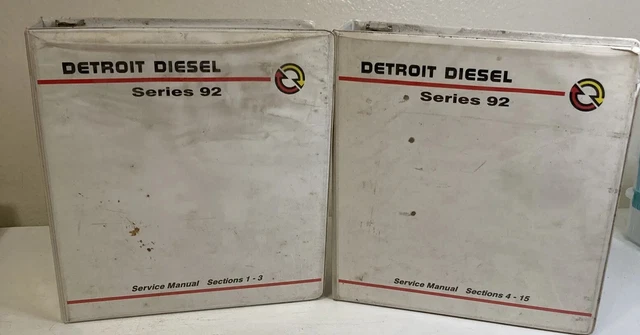 DETROIT DIESEL
Series 92
Service Manual Sections 1 - 3
DETROIT DIESEL
Series 92
Service Manual Sections 4 - 15